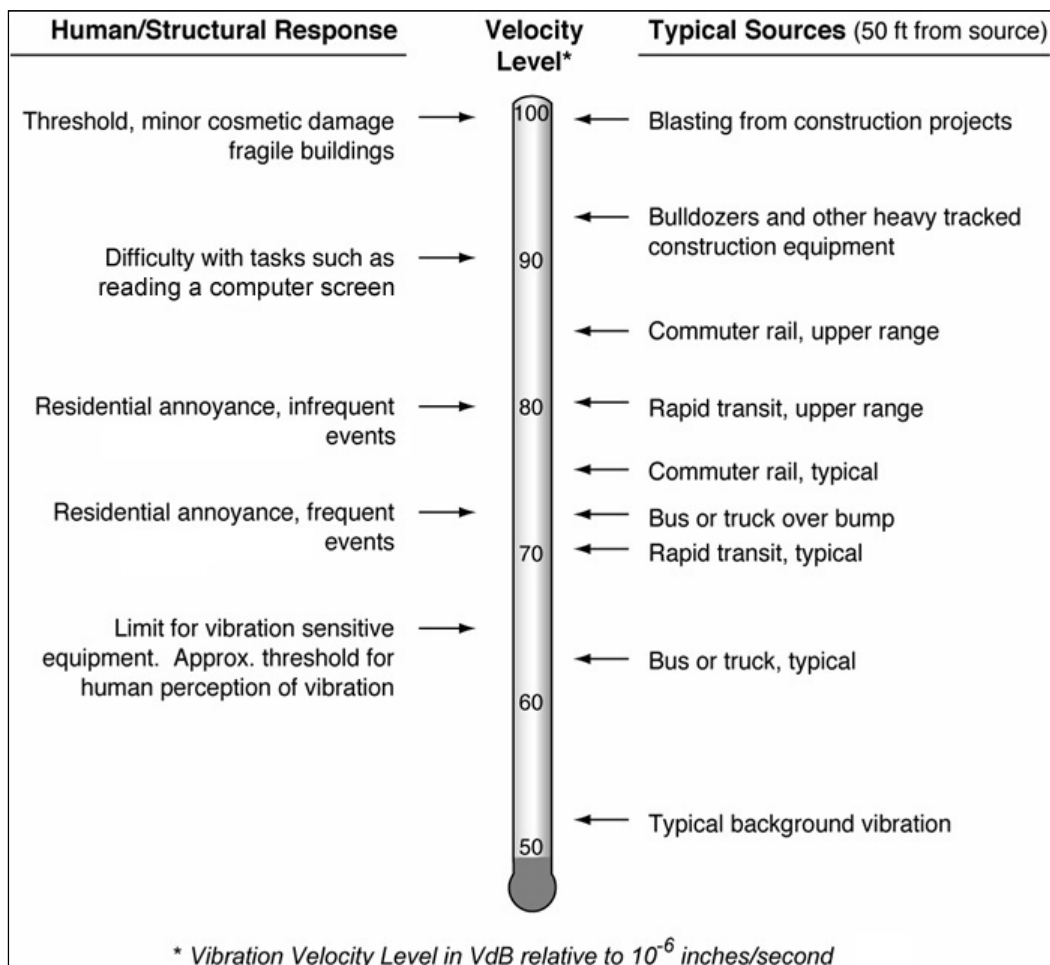 Human/Structural Response
Velocity
Level*
Typical Sources (50 ft from source)
100
Threshold, minor cosmetic damage
fragile buildings
Blasting from construction projects
Bulldozers and other heavy tracked
construction equipment
90
Difficulty with tasks such as
reading a computer screen
Commuter rail, upper range
80
Residential annoyance, infrequent
events
Rapid transit, upper range
Commuter rail, typical
Residential annoyance, frequent
events
Bus or truck over bump
70
Rapid transit, typical
Limit for vibration sensitive
equipment. Approx. threshold for
human perception of vibration
Bus or truck, typical
60
Typical background vibration
50
* Vibration Velocity Level in VdB relative to 10⁻⁶ inches/second